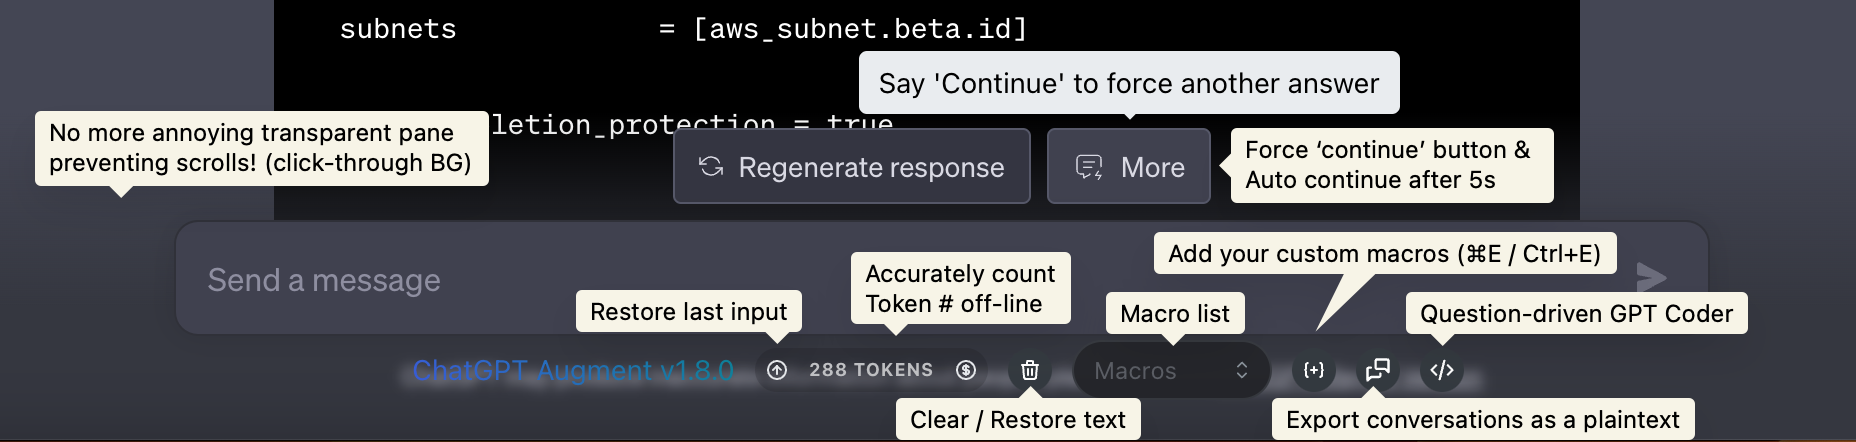 subnets = [aws_subnet.beta.id]
Say 'Continue' to force another answer
No more annoying transparent pane
preventing scrolls! (click-through BG)
letion_protection = true
Regenerate response
More
Force ‘continue’ button &
Auto continue after 5s
Send a message
Add your custom macros (⌘E / Ctrl+E)
Accurately count
Token # off-line
Restore last input
Macro list
Question-driven GPT Coder
ChatGPT Augment v1.8.0
288 TOKENS
Macros
Clear / Restore text
Export conversations as a plaintext